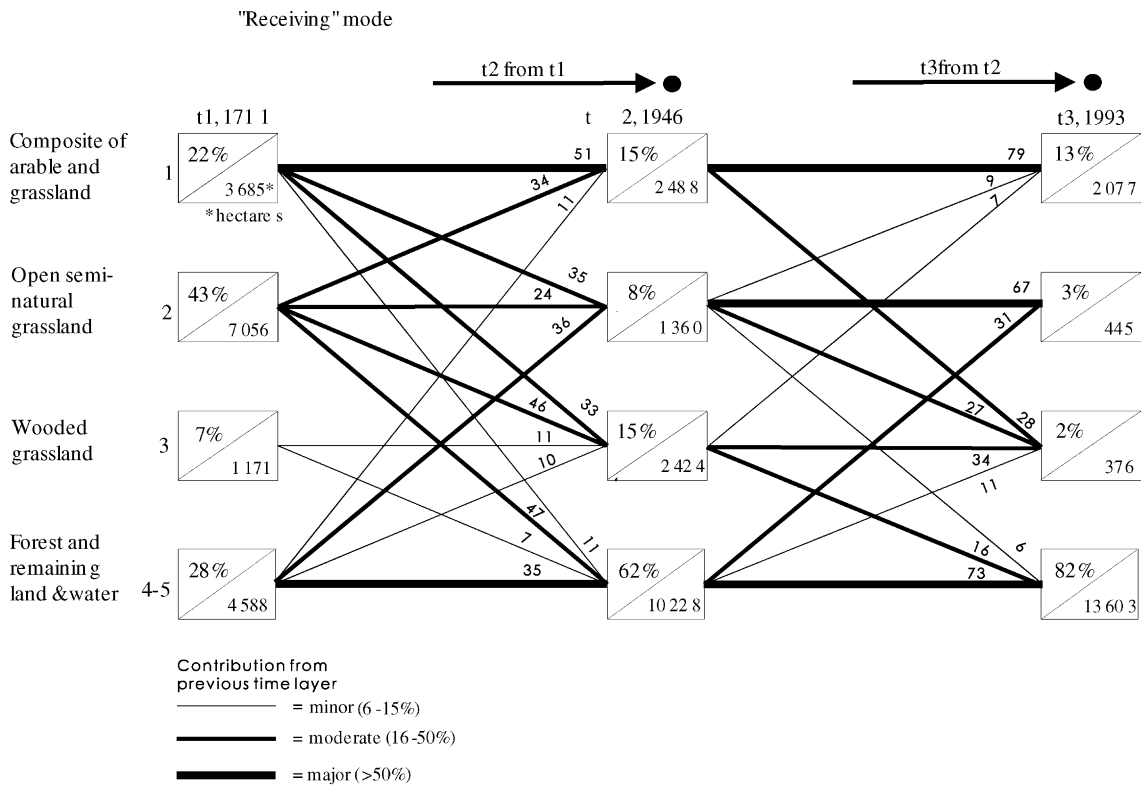 "Receiving" mode
t2 from t1
t3from t2
t1, 171 1
t 2, 1946
t3, 1993
Composite of
arable and
grassland
1
22%
3 685*
*hectare s
51
34
11
15%
2 48 8
79
9
7
13%
2 07 7
Open semi-
natural
grassland
2
43%
7 056
35
24
36
8%
1 36 0
67
31
3%
445
Wooded
grassland
3
7%
1 171
46
33
11
10
15%
2 42 4
27
28
34
11
2%
376
Forest and
remaining
land &water
4-5
28%
4 588
47
7
11
35
62%
10 22 8
16
6
73
82%
13 60 3
Contribution from
previous time layer
= minor (6 -15%)
= moderate (16 -50%)
= major (>50%)